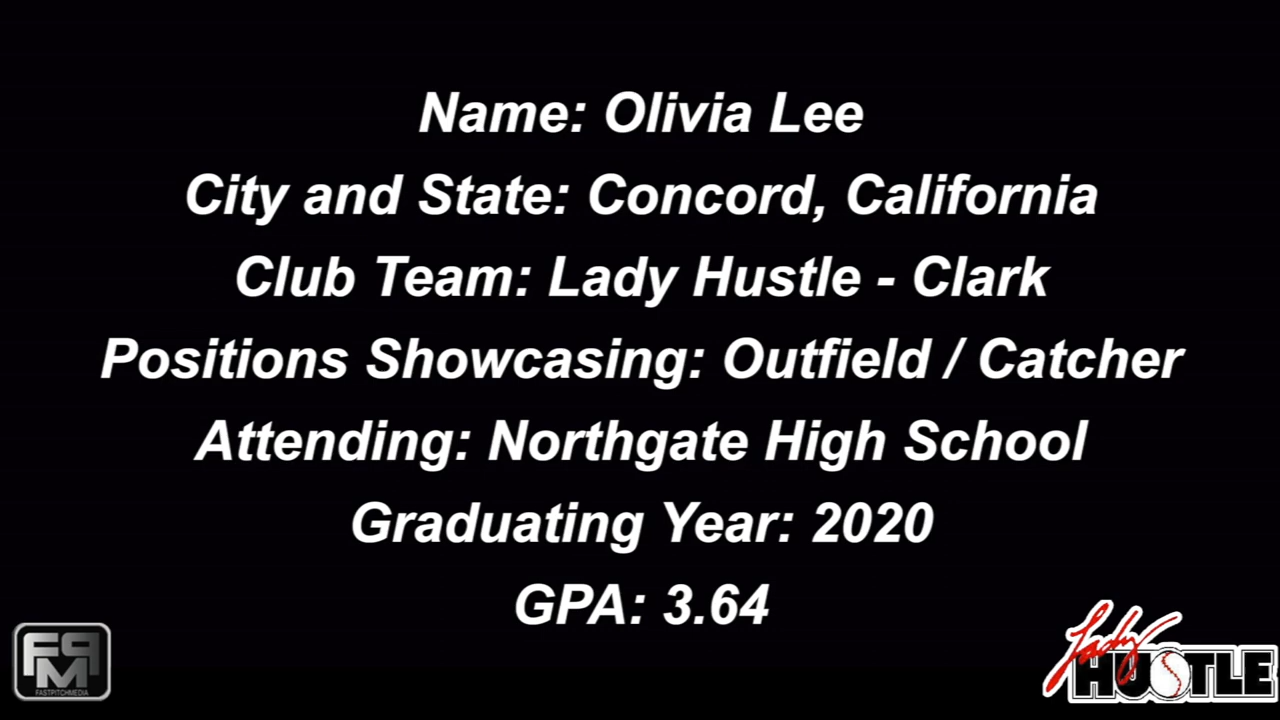 Name: Olivia Lee
City and State: Concord, California
Club Team: Lady Hustle - Clark
Positions Showcasing: Outfield / Catcher
Attending: Northgate High School
Graduating Year: 2020
GPA: 3.64
FPM
FASTPITCHMEDIA
Lady
HUSTLE